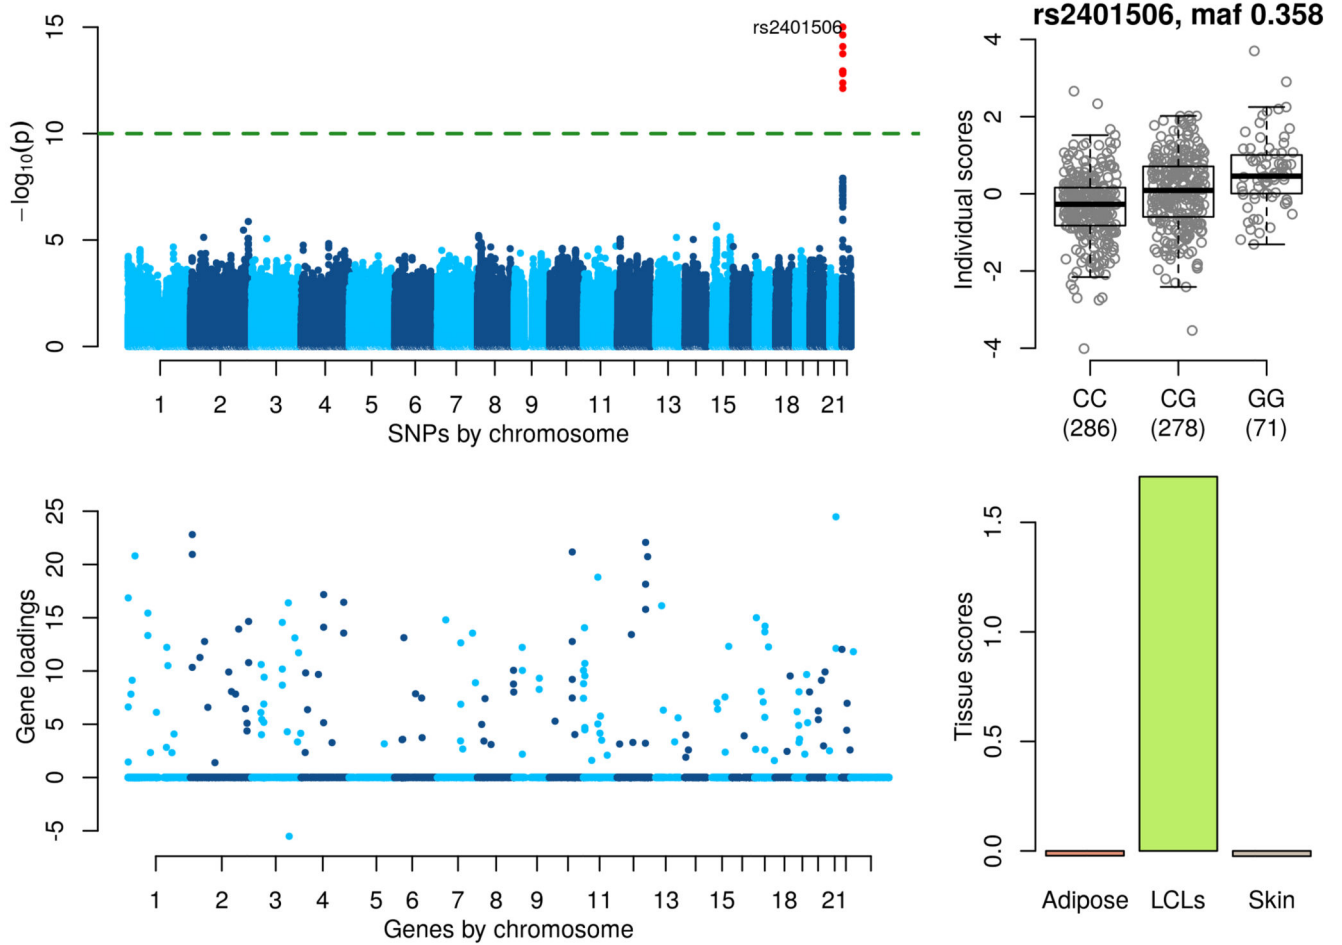 rs2401506
−log10(p)
15
10
5
0
1 2 3 4 5 6 7 8 9 11 13 15 18 21
SNPs by chromosome
rs2401506, maf 0.358
Individual scores
4
2
0
-2
-4
CC CG GG
(286) (278) (71)
Gene loadings
25
20
15
10
5
0
-5
1 2 3 4 5 6 7 8 9 11 13 15 18 21
Genes by chromosome
Tissue scores
1.5
1.0
0.5
0.0
Adipose LCLs Skin